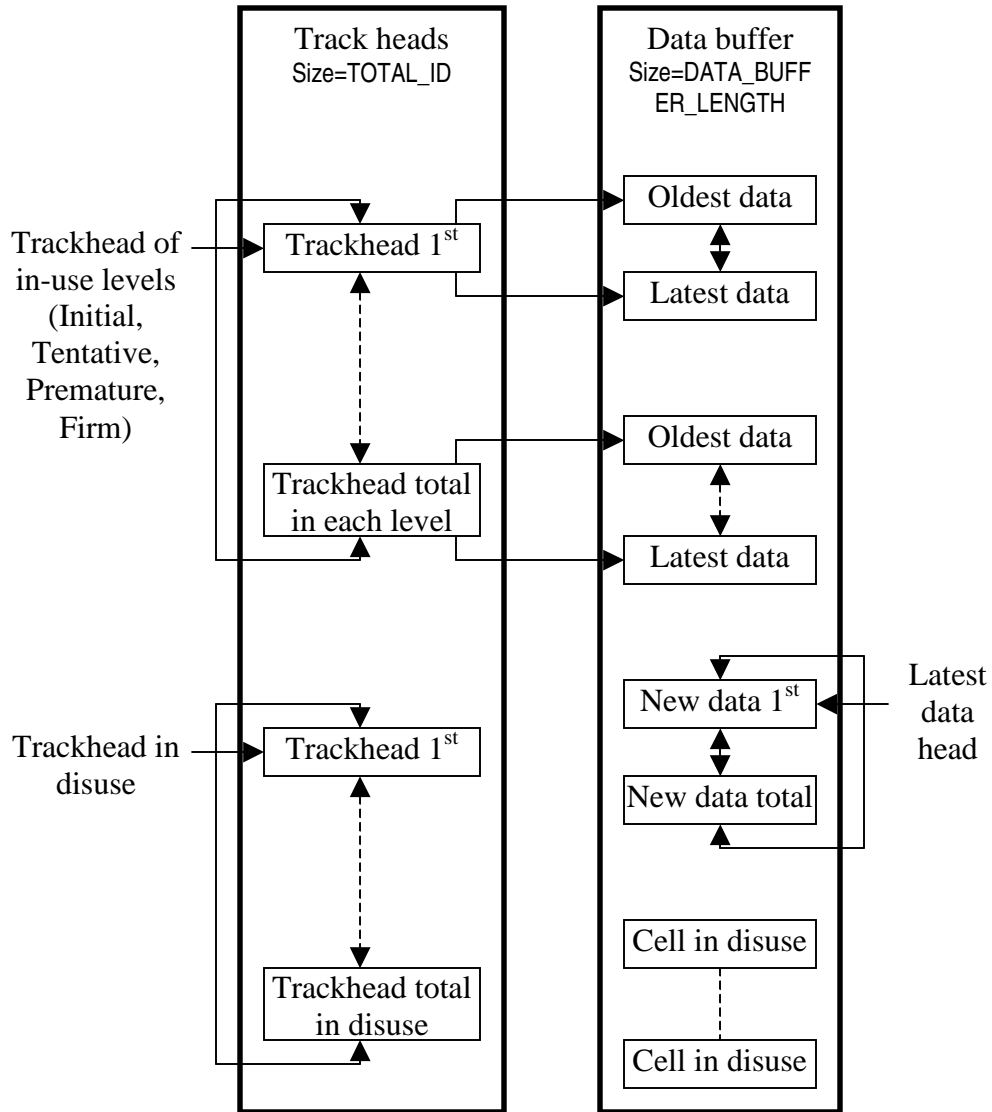 Track heads
Size=TOTAL_ID
Data buffer
Size=DATA_BUFF
ER_LENGTH
Trackhead of
in-use levels
(Initial,
Tentative,
Premature,
Firm)
Trackhead 1st
Oldest data
Latest data
Trackhead total
in each level
Oldest data
Latest data
Trackhead in
disuse
Trackhead 1st
New data 1st
New data total
Latest
data
head
Trackhead total
in disuse
Cell in disuse
Cell in disuse